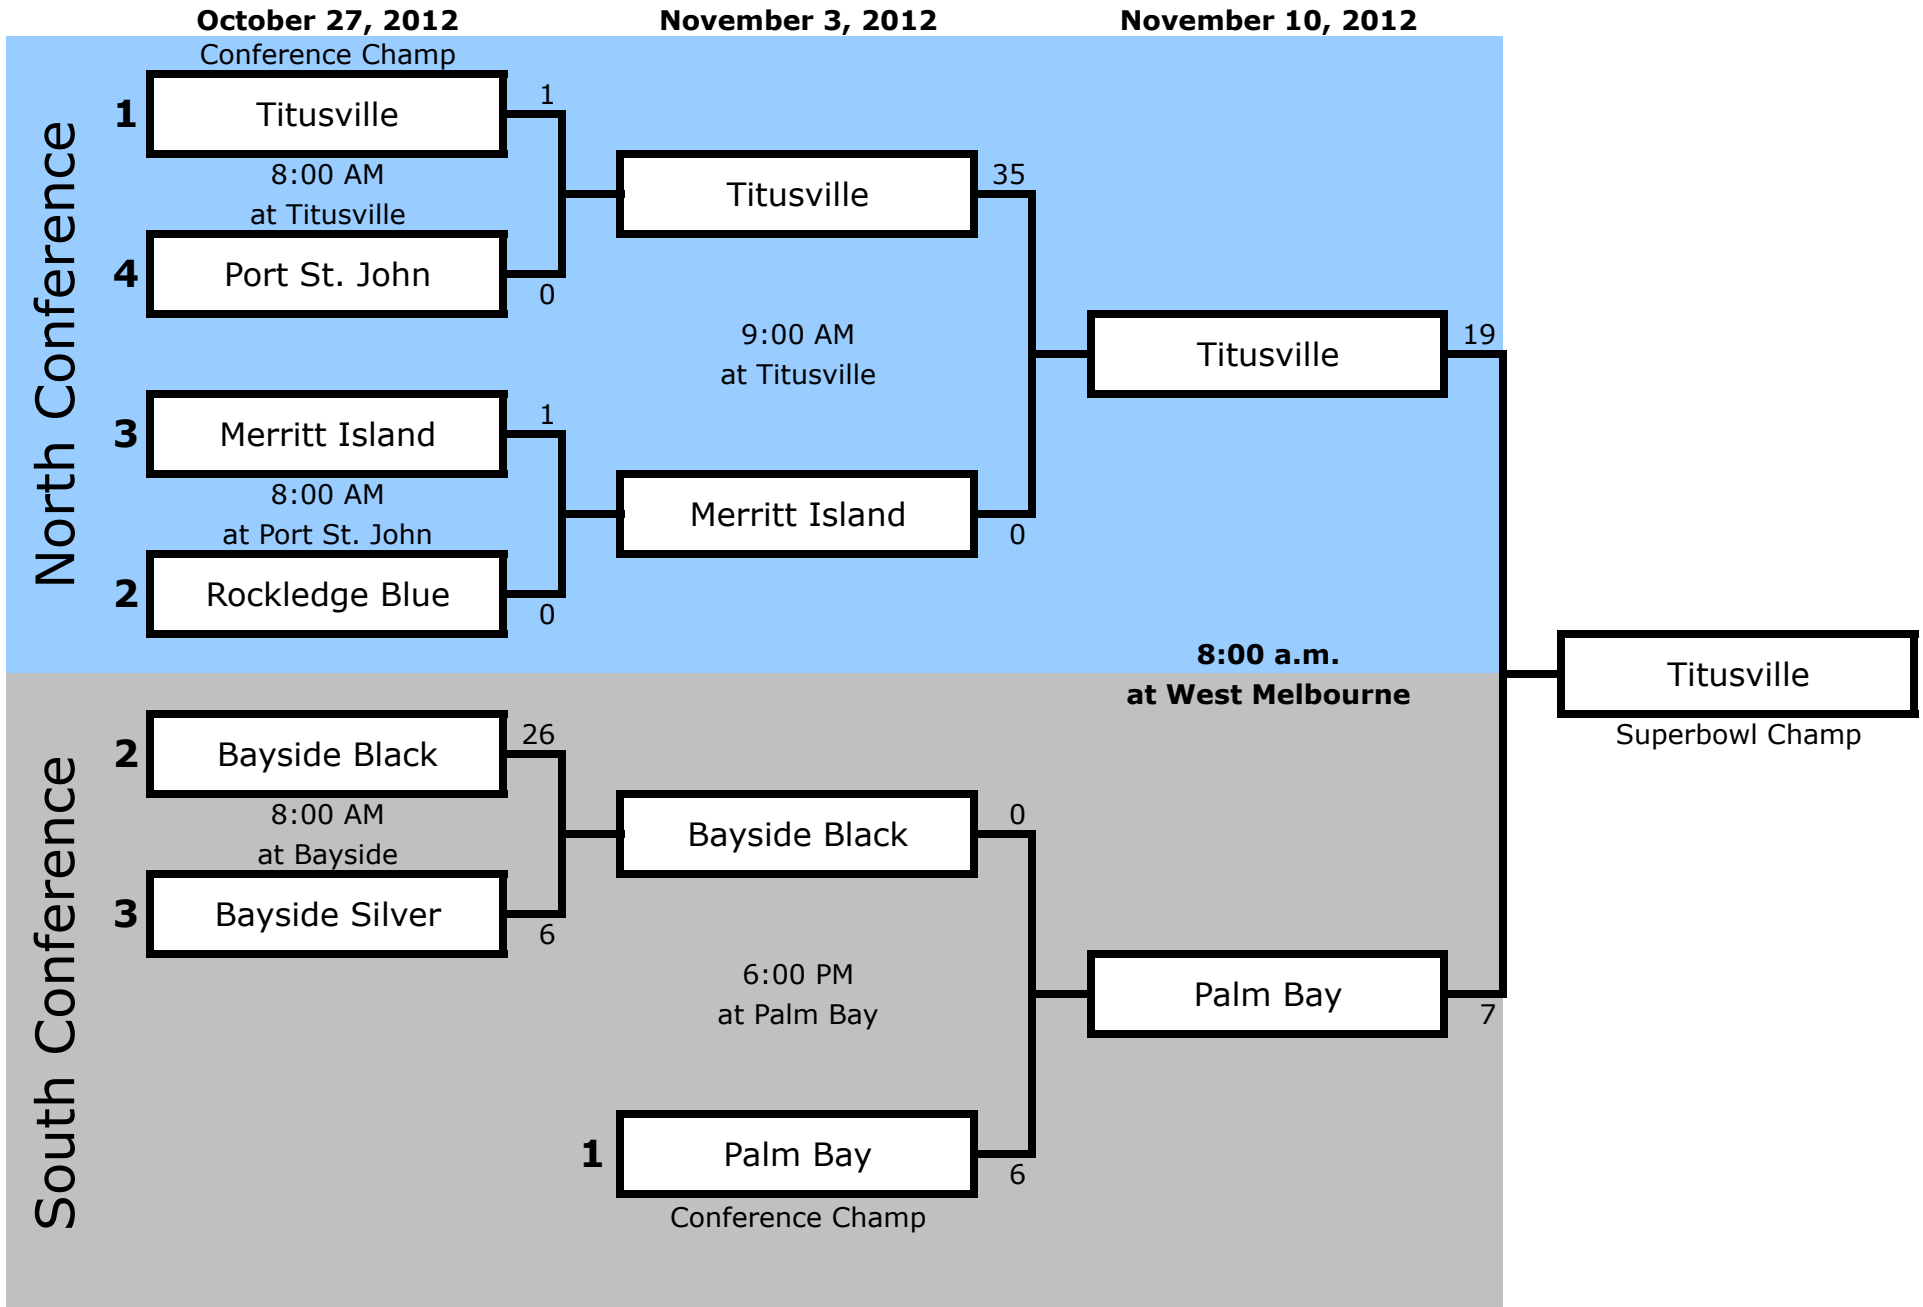 October 27, 2012
November 3, 2012
November 10, 2012
North Conference
Conference Champ
1
Titusville
1
8:00 AM
at Titusville
4
Port St. John
0
3
Merritt Island
1
8:00 AM
at Port St. John
2
Rockledge Blue
0
Titusville
35
9:00 AM
at Titusville
Merritt Island
0
Titusville
19
8:00 a.m.
at West Melbourne
Titusville
Superbowl Champ
South Conference
2
Bayside Black
26
8:00 AM
at Bayside
3
Bayside Silver
6
Bayside Black
0
6:00 PM
at Palm Bay
1
Palm Bay
6
Conference Champ
Palm Bay
7